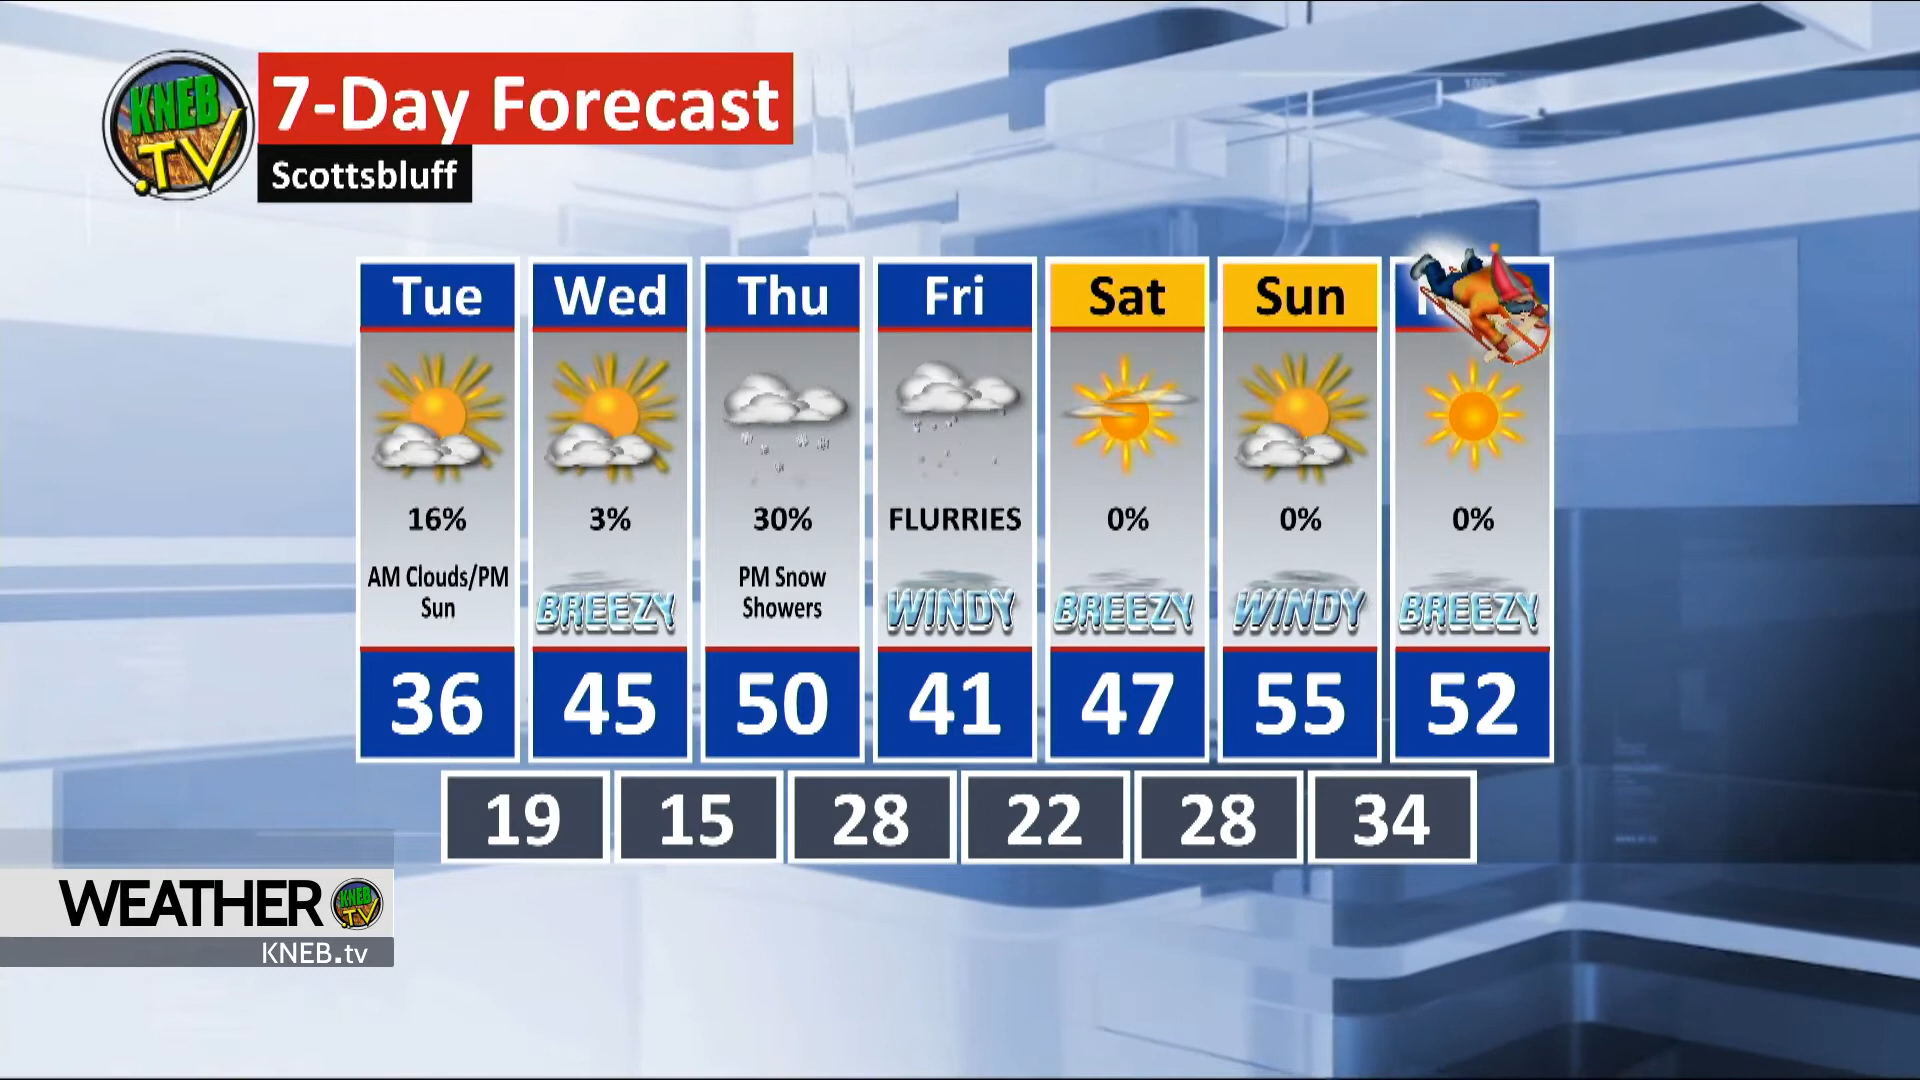 KNEB
.TV
7-Day Forecast
Scottsbluff
Tue Wed Thu Fri Sat Sun
16% 3% 30% FLURRIES 0% 0% 0%
AM Clouds/PM
Sun
BREEZY
PM Snow
Showers
WINDY
BREEZY
WINDY
BREEZY
36 45 50 41 47 55 52
19 15 28 22 28 34
WEATHER KNEB .TV
KNEB.tv